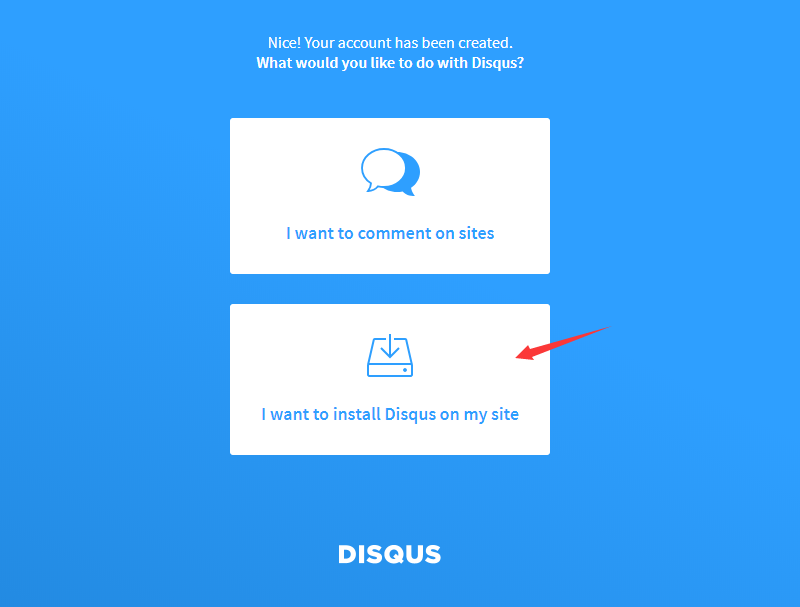 Nice! Your account has been created.
What would you like to do with Disqus?
I want to comment on sites
I want to install Disqus on my site
DISQUS